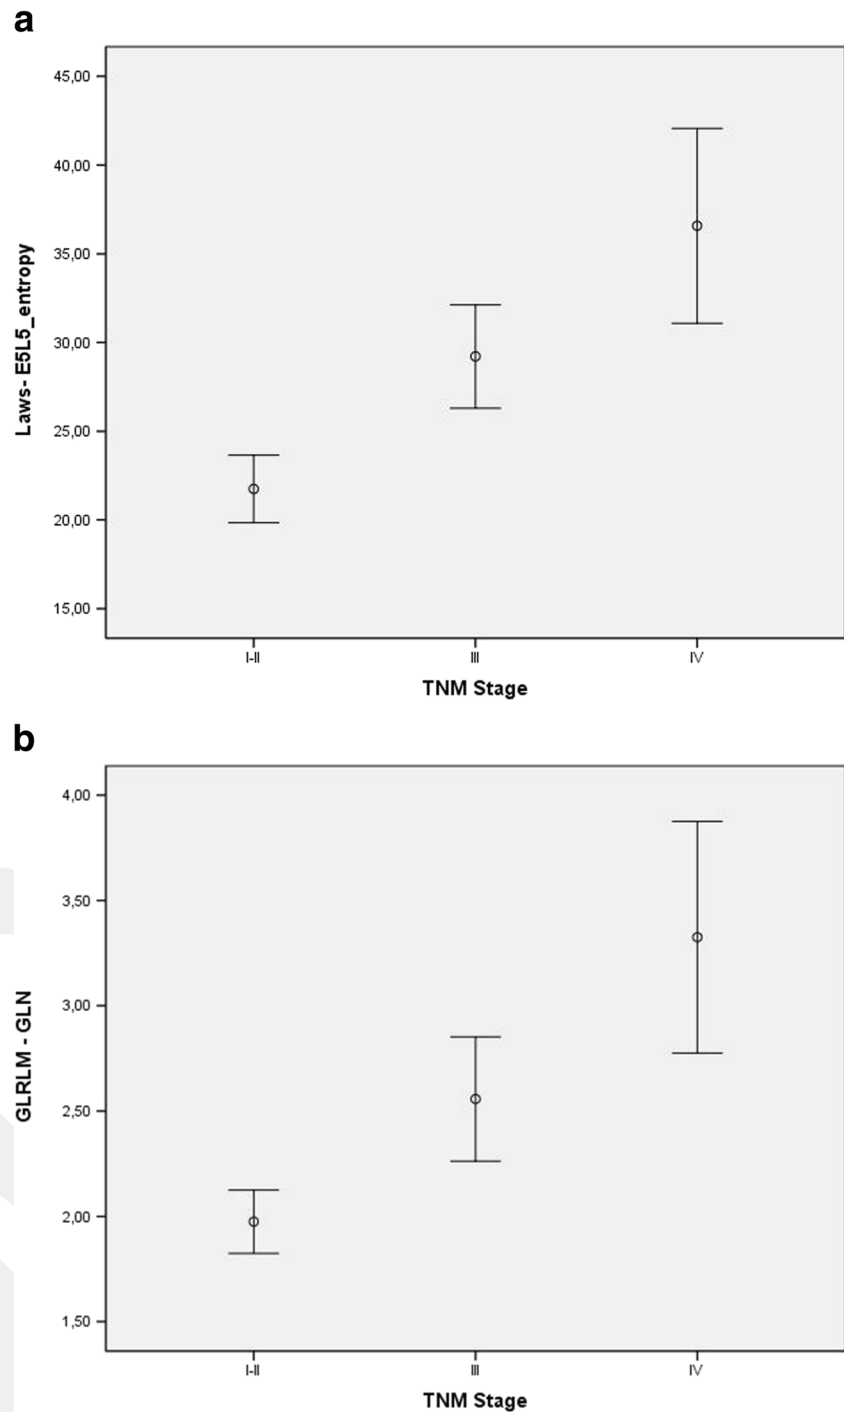 a
45,00
40,00
35,00
30,00
25,00
20,00
15,00
Laws- E5L5_entropy
I-II
III
IV
TNM Stage
b
4,00
3,50
3,00
2,50
2,00
1,50
GLRLM - GLN
I-II
III
IV
TNM Stage